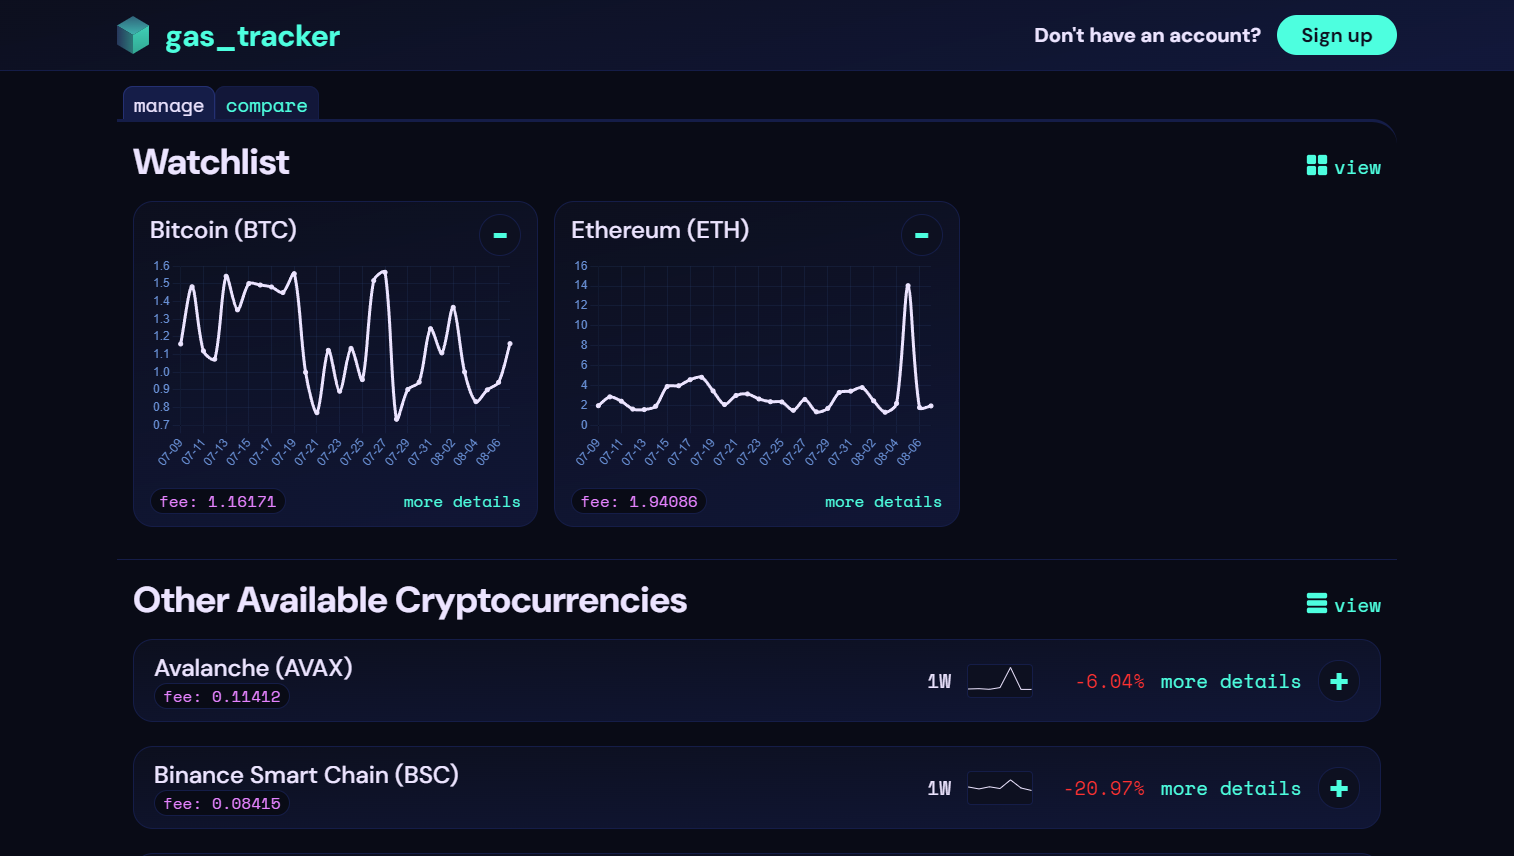 gas_tracker
Don't have an account? Sign up
manage compare
Watchlist
view
Bitcoin (BTC)
1.6
1.5
1.4
1.3
1.2
1.1
1.0
0.9
0.8
0.7
07-09 07-11 07-13 07-15 07-17 07-19 07-21 07-23 07-25 07-27 07-29 07-31 08-02 08-04 08-06
fee: 1.16171 more details
Ethereum (ETH)
16
14
12
10
8
6
4
2
0
07-09 07-11 07-13 07-15 07-17 07-19 07-21 07-23 07-25 07-27 07-29 07-31 08-02 08-04 08-06
fee: 1.94086 more details
Other Available Cryptocurrencies
view
Avalanche (AVAX)
fee: 0.11412
1W -6.04% more details
Binance Smart Chain (BSC)
fee: 0.08415
1W -20.97% more details